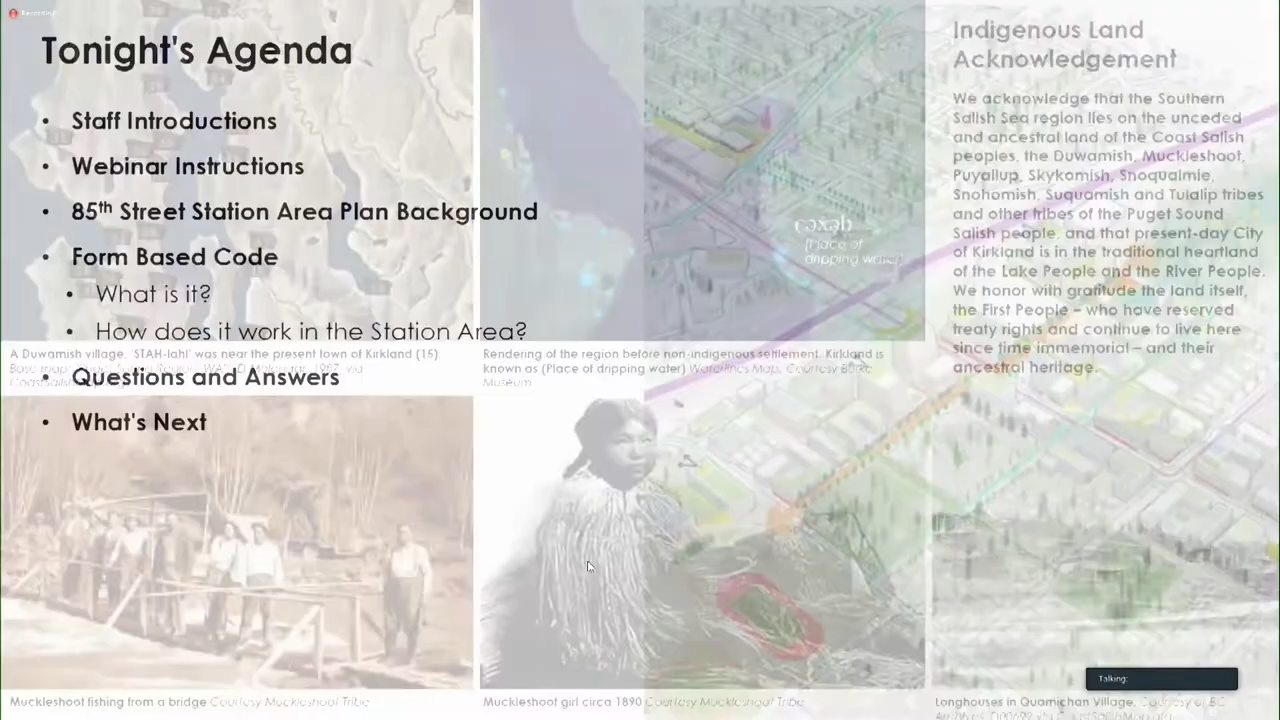 Recording
Tonight's Agenda
• Staff Introductions
• Webinar Instructions
• 85th Street Station Area Plan Background
• Form Based Code
• What is it?
• How does it work in the Station Area?
• Questions and Answers
• What's Next
Indigenous Land
Acknowledgement
We acknowledge that the Southern
Salish Sea region lies on the unceded
and ancestral land of the Coast Salish
peoples, the Duwamish, Muckleshoot,
Puyallup, Skykomish, Snoqualmie,
Snohomish, Suquamish and Tulalip tribes
and other tribes of the Puget Sound
Salish people, and that present-day City
of Kirkland is in the traditional heartland
of the Lake People and the River People.
We honor with gratitude the land itself,
the First People – who have reserved
treaty rights and continue to live here
since time immemorial – and their
ancestral heritage.
[Place of
dripping water]
A Duwamish village, 'STAH-lahl' was near the present town of Kirkland (15)
Rendering of the region before non-indigenous settlement. Kirkland is
known as (Place of dripping water) Waterlines Map, Courtesy Burke
Museum
Muckleshoot fishing from a bridge Courtesy Muckleshoot Tribe
Muckleshoot girl circa 1890 Courtesy Muckleshoot Tribe
Longhouses in Quamichan Village. Courtesy of BC
Talking: